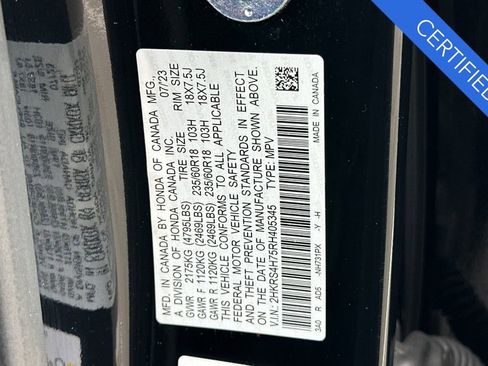 CERTIFIED
MFD. IN CANADA BY HONDA OF CANADA MFG., 07/23
A DIVISION OF HONDA CANADA INC.
TIRE SIZE RIM SIZE
GVWR 2175KG (4795LBS)
GAWR F 1120KG (2469LBS) 235/60R18 103H 18X7.5J
GAWR R 1120KG (2469LBS) 235/60R18 103H 18X7.5J
THIS VEHICLE CONFORMS TO ALL APPLICABLE
FEDERAL MOTOR VEHICLE SAFETY
AND THEFT PREVENTION STANDARDS IN EFFECT
ON THE DATE OF MANUFACTURE SHOWN ABOVE.
V.I.N.: 2HKRS4H75RH405345 TYPE: MPV
3A0 R AD5 -NH731PX -Y -H MADE IN CANADA